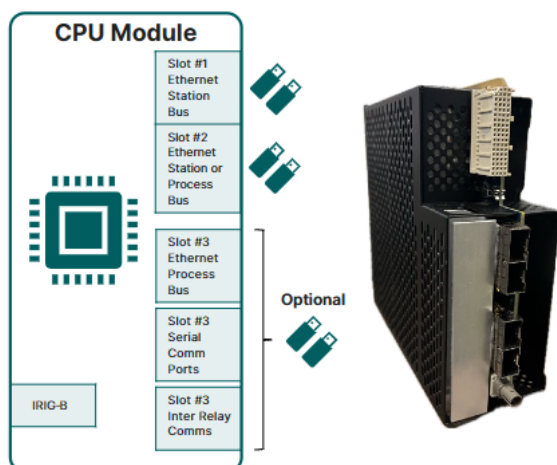 CPU Module
Slot #1
Ethernet
Station
Bus
Slot #2
Ethernet
Station or
Process
Bus
Slot #3
Ethernet
Process
Bus
Optional
Slot #3
Serial
Comm
Ports
IRIG-B
Slot #3
Inter Relay
Comms